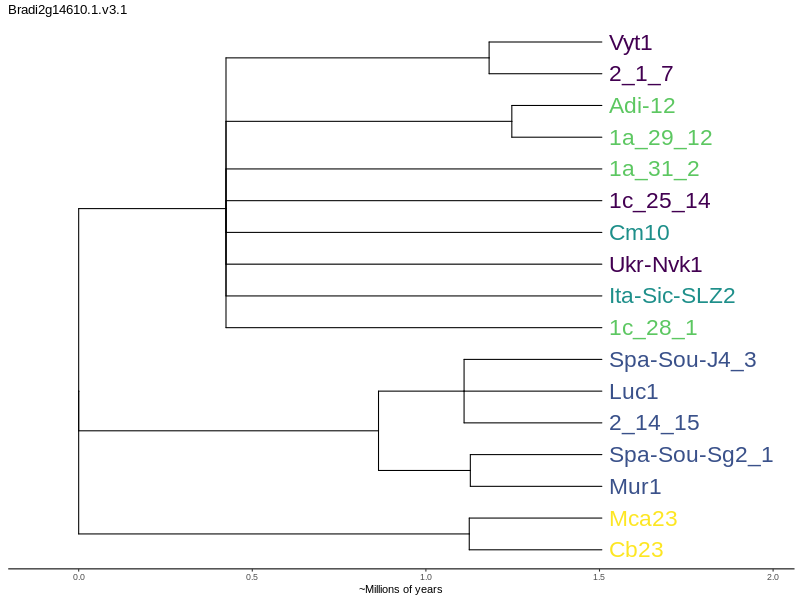 Bradi2g14610.1.v3.1
Vyt1
2_1_7
Adi-12
1a_29_12
1a_31_2
1c_25_14
Cm10
Ukr-Nvk1
Ita-Sic-SLZ2
1c_28_1
Spa-Sou-J4_3
Luc1
2_14_15
Spa-Sou-Sg2_1
Mur1
Mca23
Cb23
0.0 0.5 1.0 1.5 2.0
~Millions of years